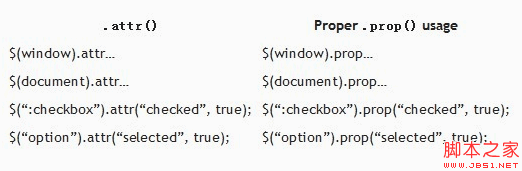 .attr() Proper .prop() usage
$(window).attr… $(window).prop…
$(document).attr… $(document).prop…
$(“:checkbox”).attr(“checked”, true); $(“:checkbox”).prop(“checked”, true);
$(“option”).attr(“selected”, true); $(“option”).prop(“selected”, true);
脚本之家
www.JB51.NET